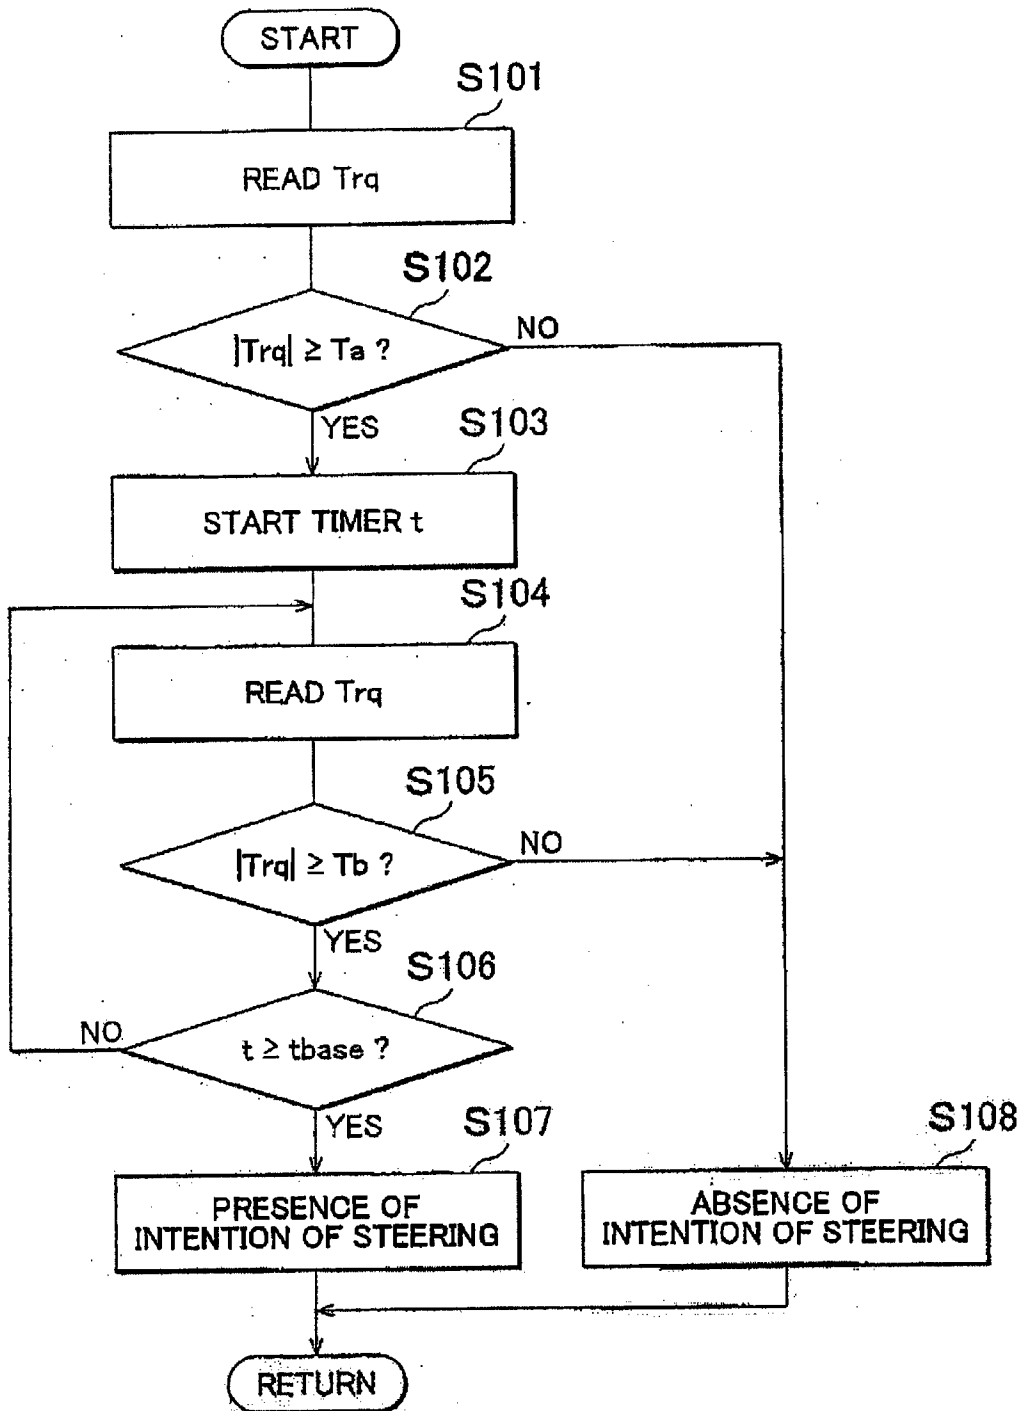 START
S101
READ Trq
S102
|Trq| ≥ Ta ?
NO
YES
S103
START TIMER t
S104
READ Trq
S105
|Trq| ≥ Tb ?
NO
YES
S106
t ≥ tbase ?
NO
YES
S107
PRESENCE OF
INTENTION OF STEERING
S108
ABSENCE OF
INTENTION OF STEERING
RETURN